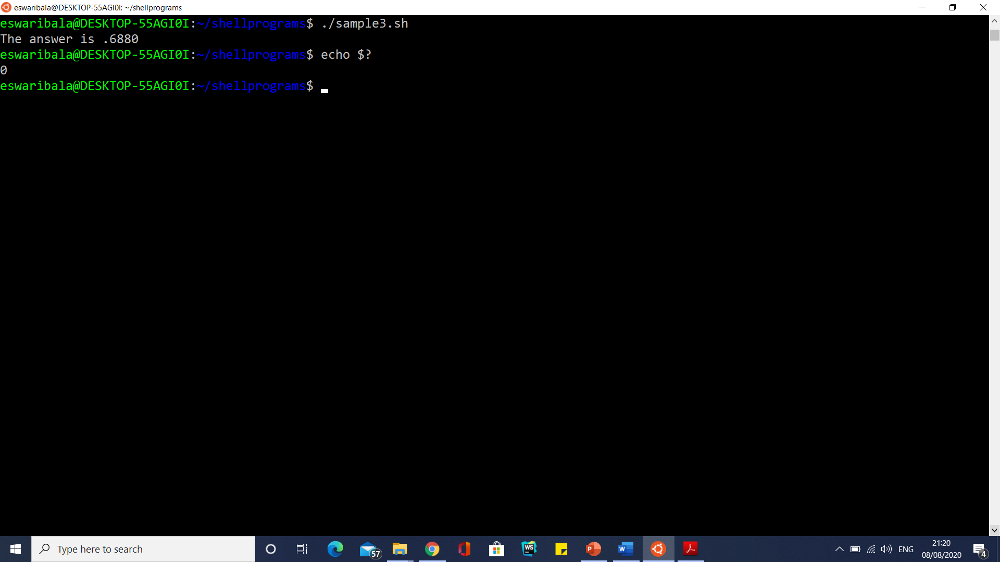 eswaribala@DESKTOP-55AGI0I: ~/shellprograms
eswaribala@DESKTOP-55AGI0I:~/shellprograms$ ./sample3.sh
The answer is .6880
eswaribala@DESKTOP-55AGI0I:~/shellprograms$ echo $?
0
eswaribala@DESKTOP-55AGI0I:~/shellprograms$
Type here to search
57
WS
P
W
ENG
21:20
08/08/2020
4